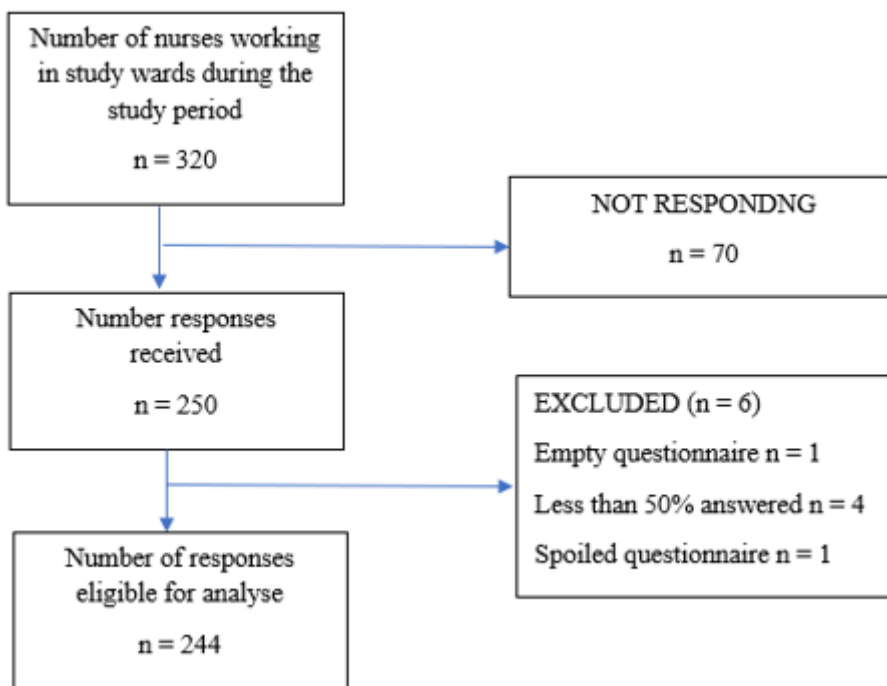 Number of nurses working
in study wards during the
study period
n = 320
NOT RESPONDNG
n = 70
Number responses
received
n = 250
EXCLUDED (n = 6)
Empty questionnaire n = 1
Less than 50% answered n = 4
Spoiled questionnaire n = 1
Number of responses
eligible for analyse
n = 244